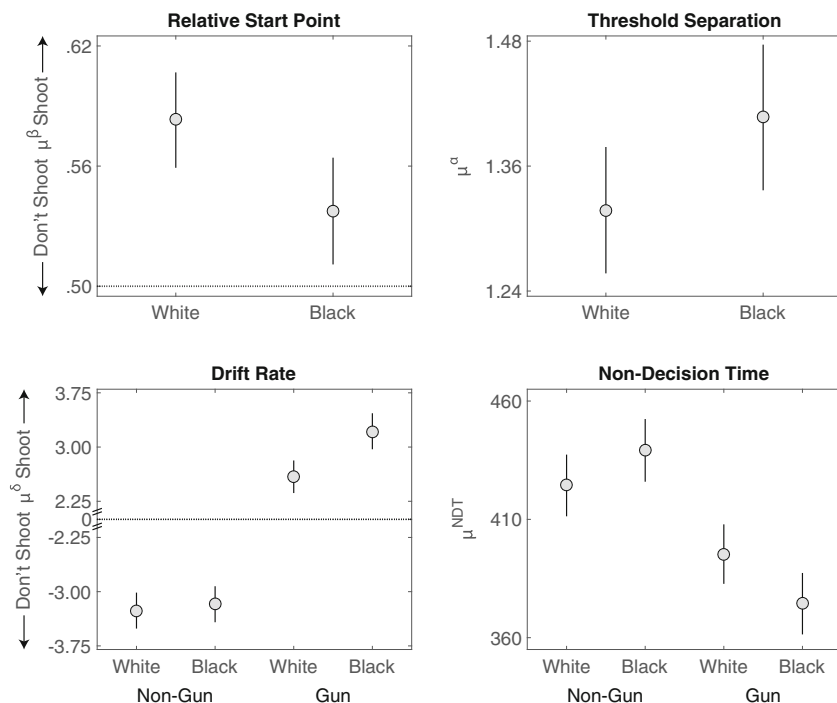 Relative Start Point
.62
.56
.50
← Don't Shoot μβ Shoot →
White Black
Threshold Separation
1.48
1.36
1.24
μα
White Black
Drift Rate
3.75
3.00
2.25
0
-2.25
-3.00
-3.75
← Don't Shoot μδ Shoot →
White Black White Black
Non-Gun Gun
Non-Decision Time
460
410
360
μNDT
White Black White Black
Non-Gun Gun